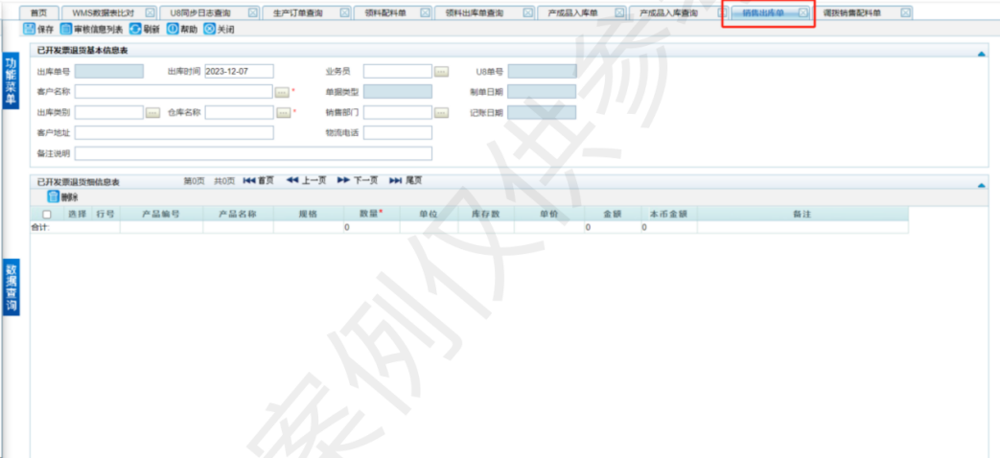 首页 WMS数据表比对 U8同步日志查询 生产订单查询 领料配料单 领料出库单查询 产成品入库单 产成品入库查询 销售出库单 调拨销售配料单
保存 审核信息列表 刷新 帮助 关闭
功能菜单
已开发票退货基本信息表
出库单号 出库时间 2023-12-07 业务员 U8单号
客户名称 * 单据类型 制单日期
出库类别 仓库名称 * 销售部门 记账日期
客户地址 物流电话
备注说明
已开发票退货细信息表 第0页 共0页 首页 上一页 下一页 尾页
删除
选择 行号 产品编号 产品名称 规格 数量* 单位 库存数 单价 金额 本币金额 备注
合计: 0 0 0
数据查询
案例仅供参